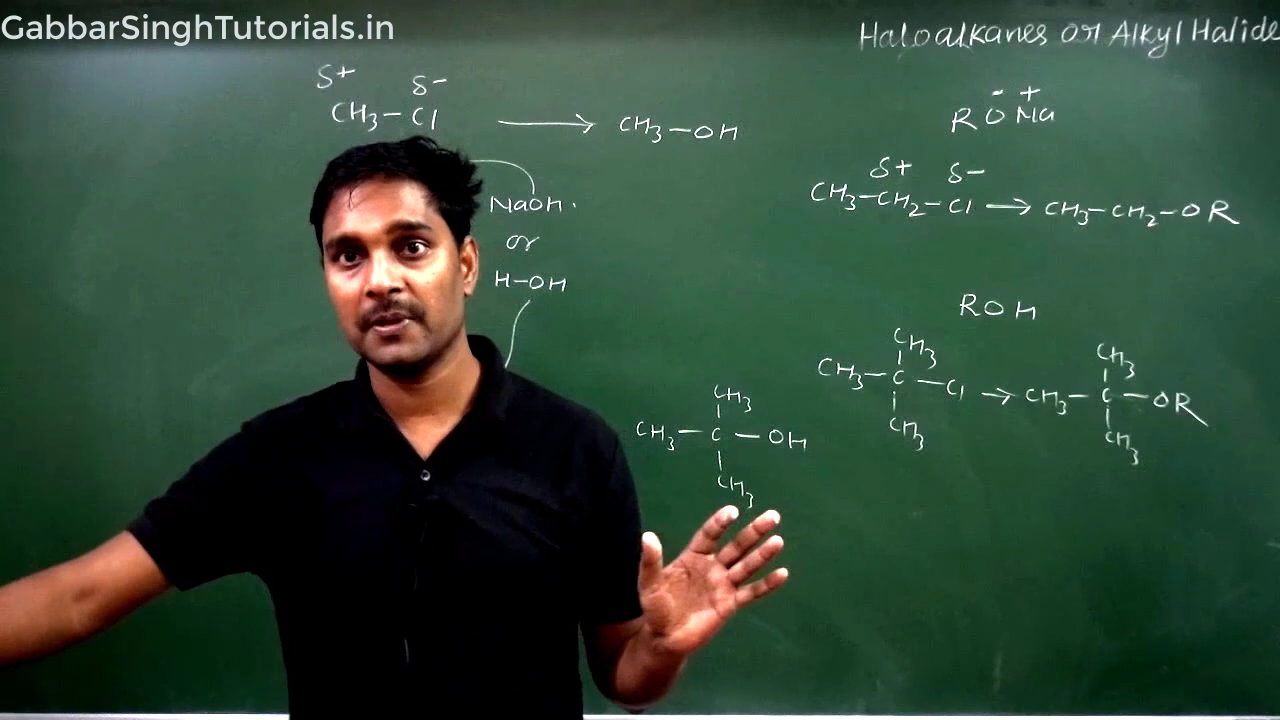 GabbarSinghTutorials.in
Haloalkanes or Alkyl Halide
δ+ δ-
CH3-Cl ⟶ CH3-OH
NaOH.
or
H-OH
CH3
CH3-C-OH
CH3
RO⁻Na⁺
δ+ δ-
CH3-CH2-Cl → CH3-CH2-OR
ROH
CH3 CH3
CH3-C-Cl → CH3-C-OR
CH3 CH3